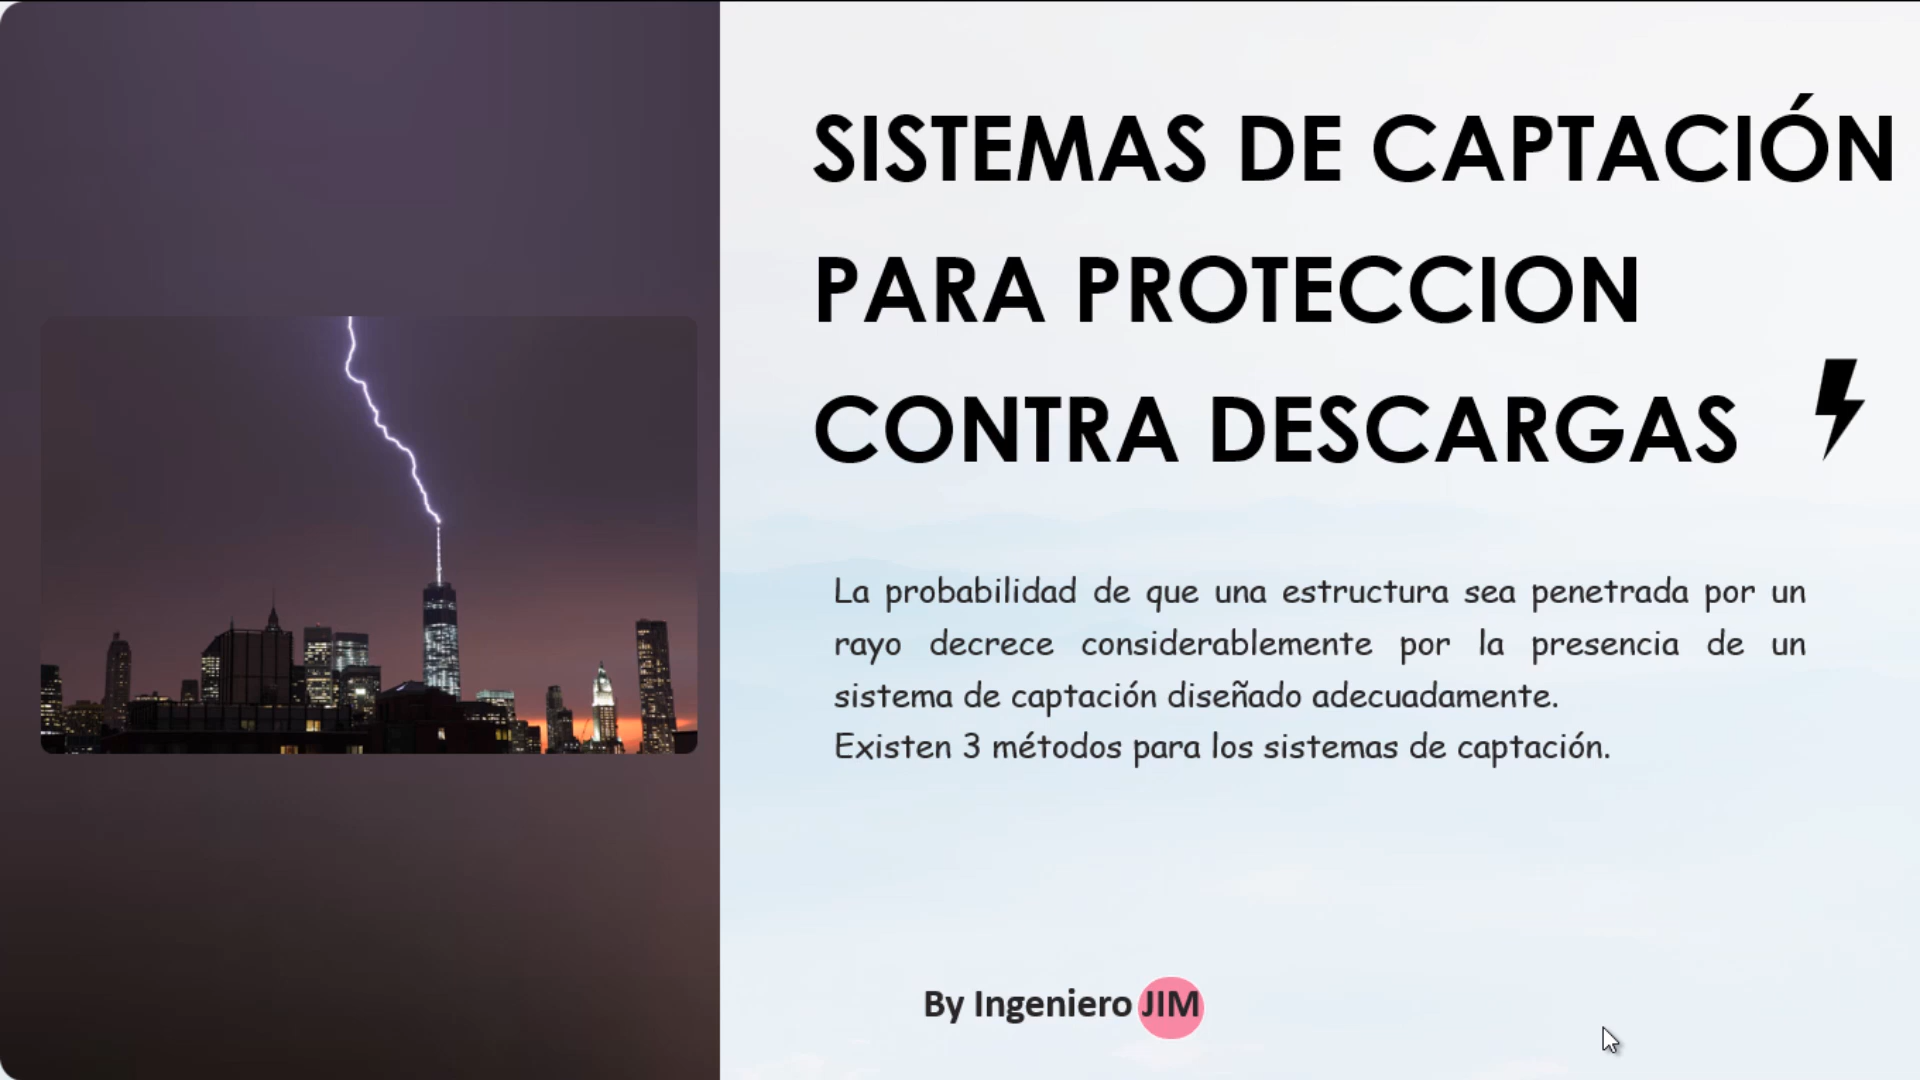 SISTEMAS DE CAPTACIÓN
PARA PROTECCION
CONTRA DESCARGAS
La probabilidad de que una estructura sea penetrada por un
rayo decrece considerablemente por la presencia de un
sistema de captación diseñado adecuadamente.
Existen 3 métodos para los sistemas de captación.
By Ingeniero JIM